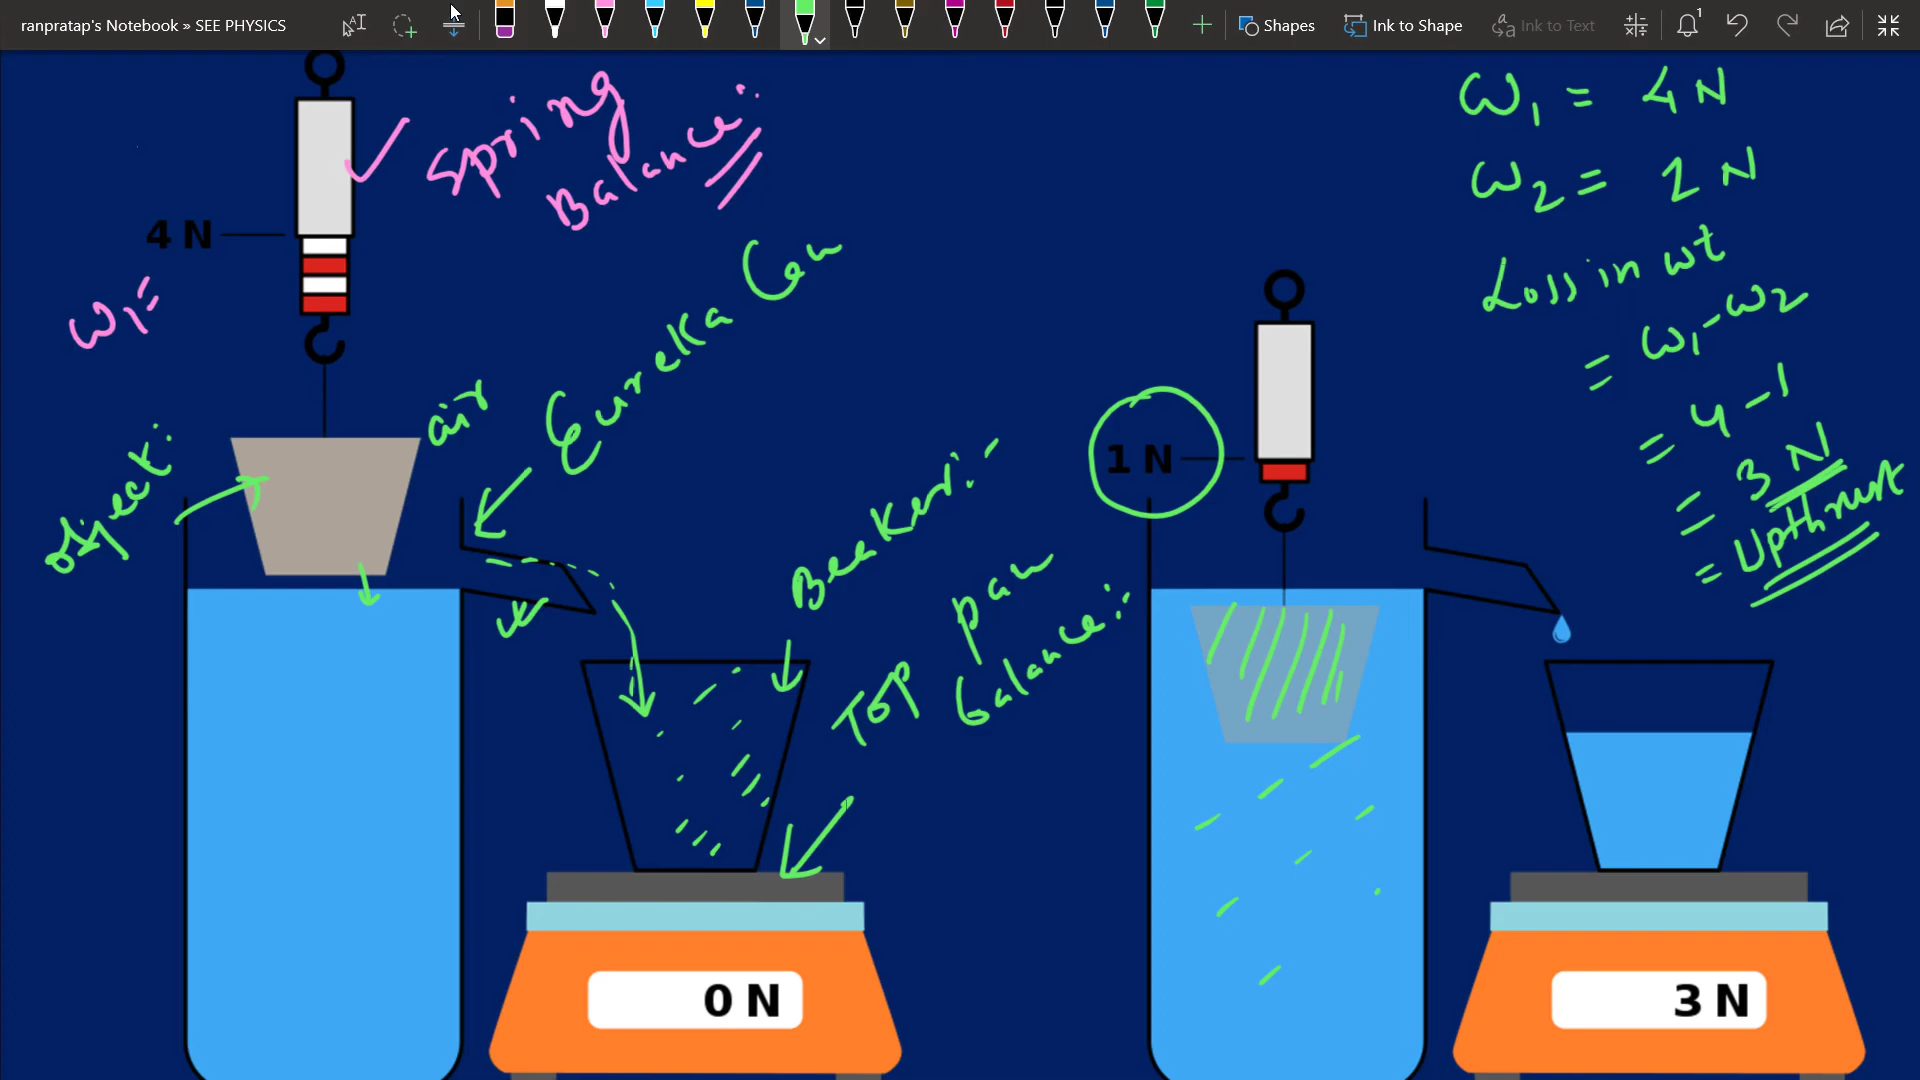 ranpratap's Notebook » SEE PHYSICS
Shapes
Ink to Shape
Ink to Text
1
Spring
Balance:
4 N
W1=
object:
air
Eureka Can
Beaker:-
TOP pan
balance:-
0 N
1 N
3 N
W1 = 4 N
W2 = 2 N
Loss in wt
= W1-W2
= 4-1
= 3 N
= Upthrust